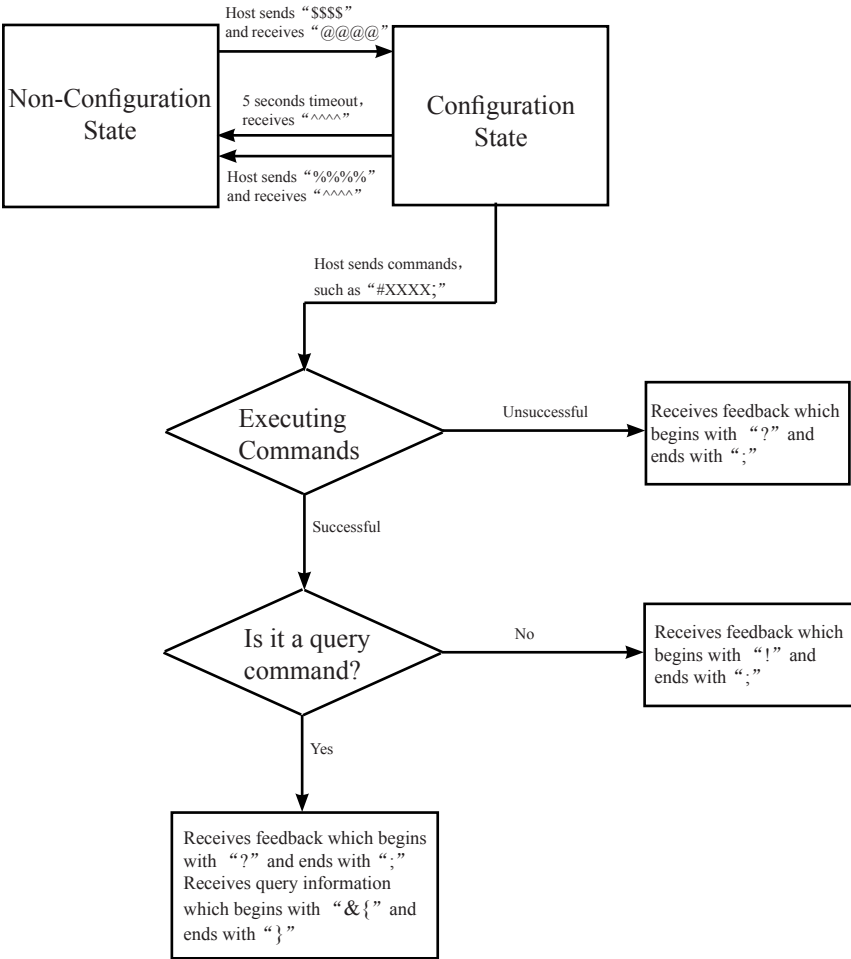 Host sends “$$$$”
and receives “@@@@”
Non-Configuration
State
5 seconds timeout，
receives “^^^^”
Configuration
State
Host sends “%%%%”
and receives “^^^^”
Host sends commands，
such as “#XXXX;”
Executing
Commands
Unsuccessful
Receives feedback which
begins with “?” and
ends with “;”
Successful
Is it a query
command?
No
Receives feedback which
begins with “!” and
ends with “;”
Yes
Receives feedback which begins
with “?” and ends with “;”
Receives query information
which begins with “&{” and
ends with “}”